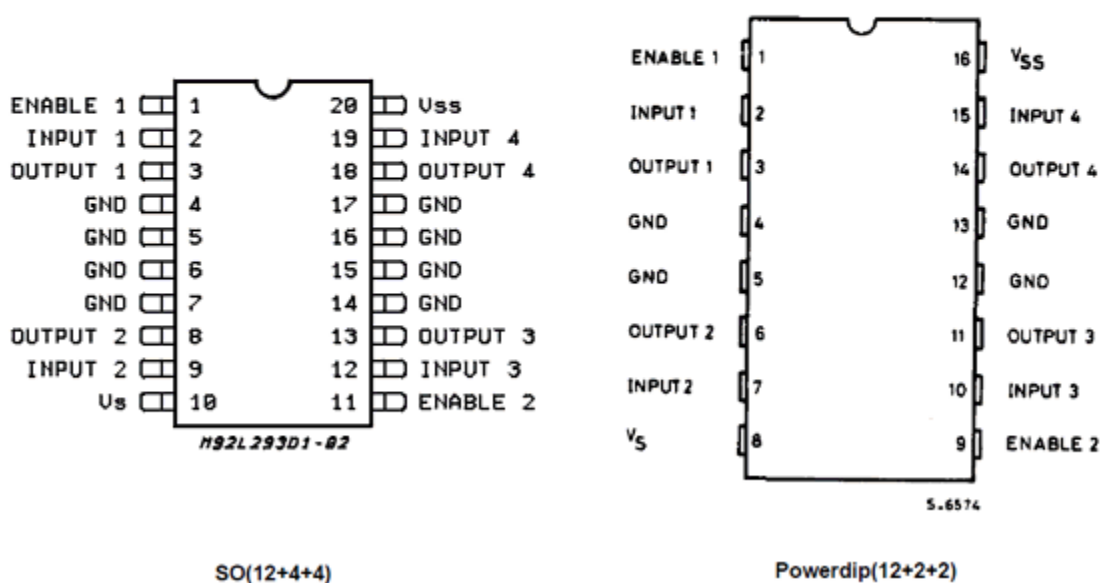 ENABLE 1 1 20 Vss
INPUT 1 2 19 INPUT 4
OUTPUT 1 3 18 OUTPUT 4
GND 4 17 GND
GND 5 16 GND
GND 6 15 GND
GND 7 14 GND
OUTPUT 2 8 13 OUTPUT 3
INPUT 2 9 12 INPUT 3
Vs 10 11 ENABLE 2
M92L293D1-02
SO(12+4+4)
ENABLE 1 1 16 VSS
INPUT 1 2 15 INPUT 4
OUTPUT 1 3 14 OUTPUT 4
GND 4 13 GND
GND 5 12 GND
OUTPUT 2 6 11 OUTPUT 3
INPUT 2 7 10 INPUT 3
VS 8 9 ENABLE 2
S.6574
Powerdip(12+2+2)